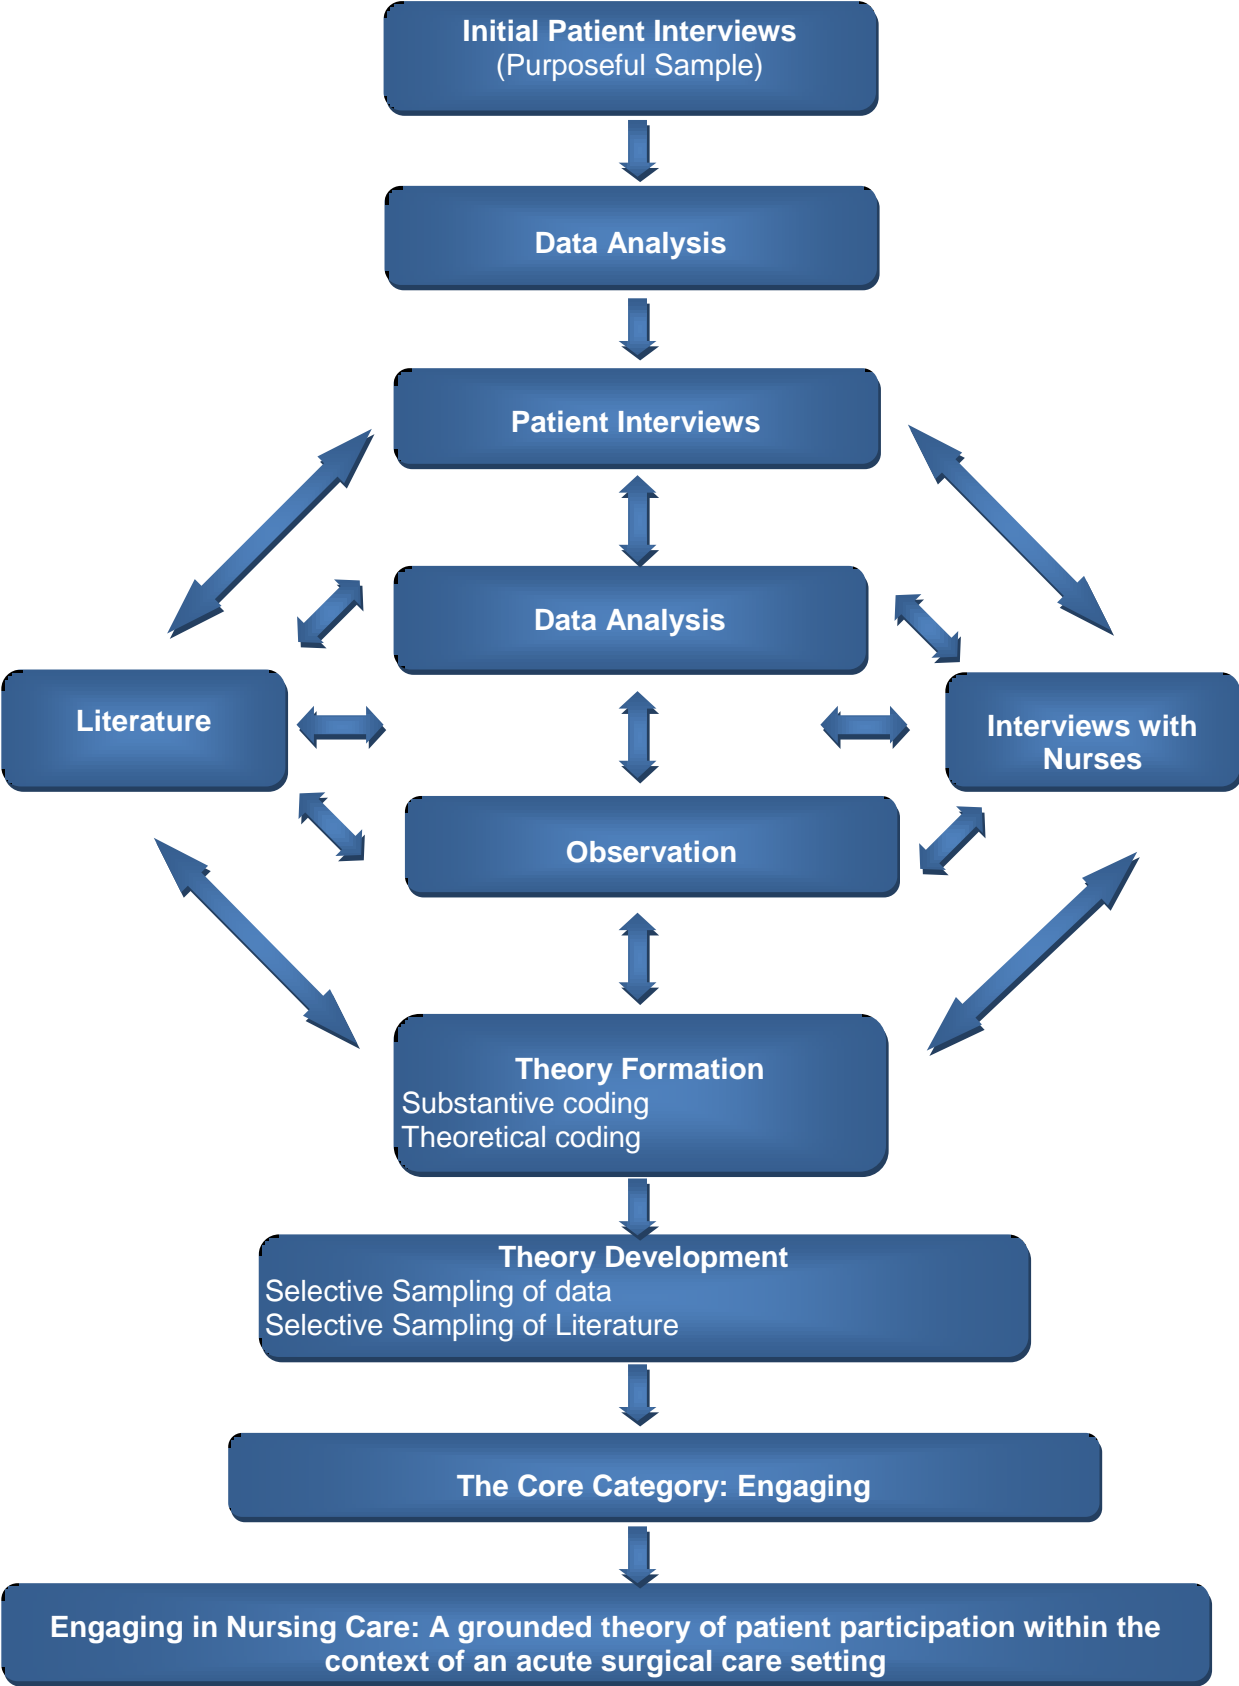 Initial Patient Interviews
(Purposeful Sample)
Data Analysis
Patient Interviews
Data Analysis
Literature
Interviews with
Nurses
Observation
Theory Formation
Substantive coding
Theoretical coding
Theory Development
Selective Sampling of data
Selective Sampling of Literature
The Core Category: Engaging
Engaging in Nursing Care: A grounded theory of patient participation within the
context of an acute surgical care setting